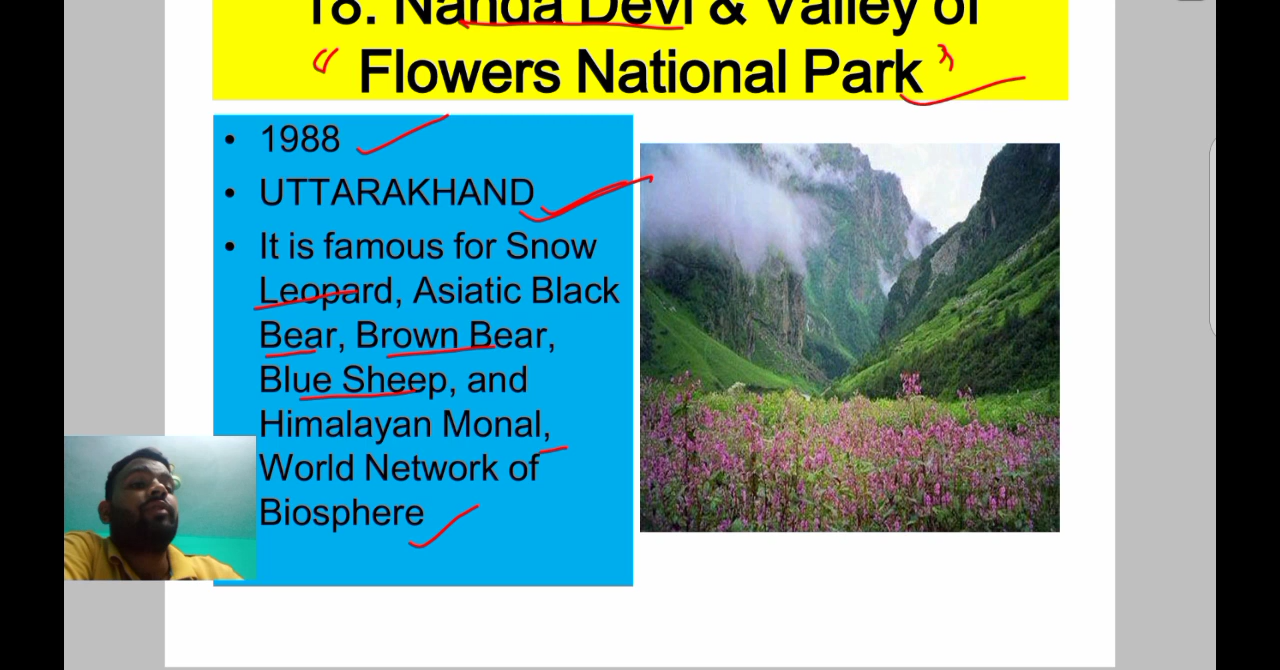 18. Nanda Devi & Valley of
Flowers National Park
• 1988
• UTTARAKHAND
• It is famous for Snow
Leopard, Asiatic Black
Bear, Brown Bear,
Blue Sheep, and
Himalayan Monal,
World Network of
Biosphere